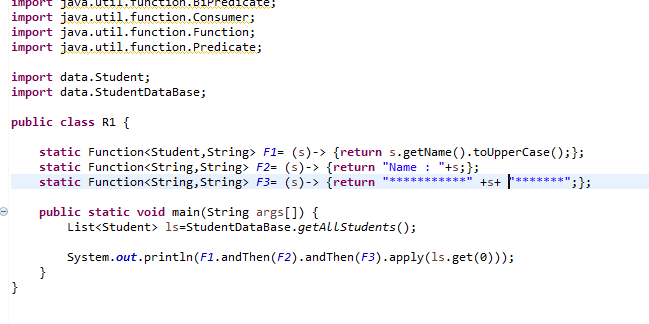 import java.util.function.BiPredicate;
import java.util.function.Consumer;
import java.util.function.Function;
import java.util.function.Predicate;

import data.Student;
import data.StudentDataBase;

public class R1 {

    static Function<Student,String> F1= (s)-> {return s.getName().toUpperCase();};
    static Function<String,String> F2= (s)-> {return "Name : "+s;};
    static Function<String,String> F3= (s)-> {return "***********" +s+ "*******";};

    public static void main(String args[]) {
        List<Student> ls=StudentDataBase.getAllStudents();

        System.out.println(F1.andThen(F2).andThen(F3).apply(ls.get(0)));
    }
}